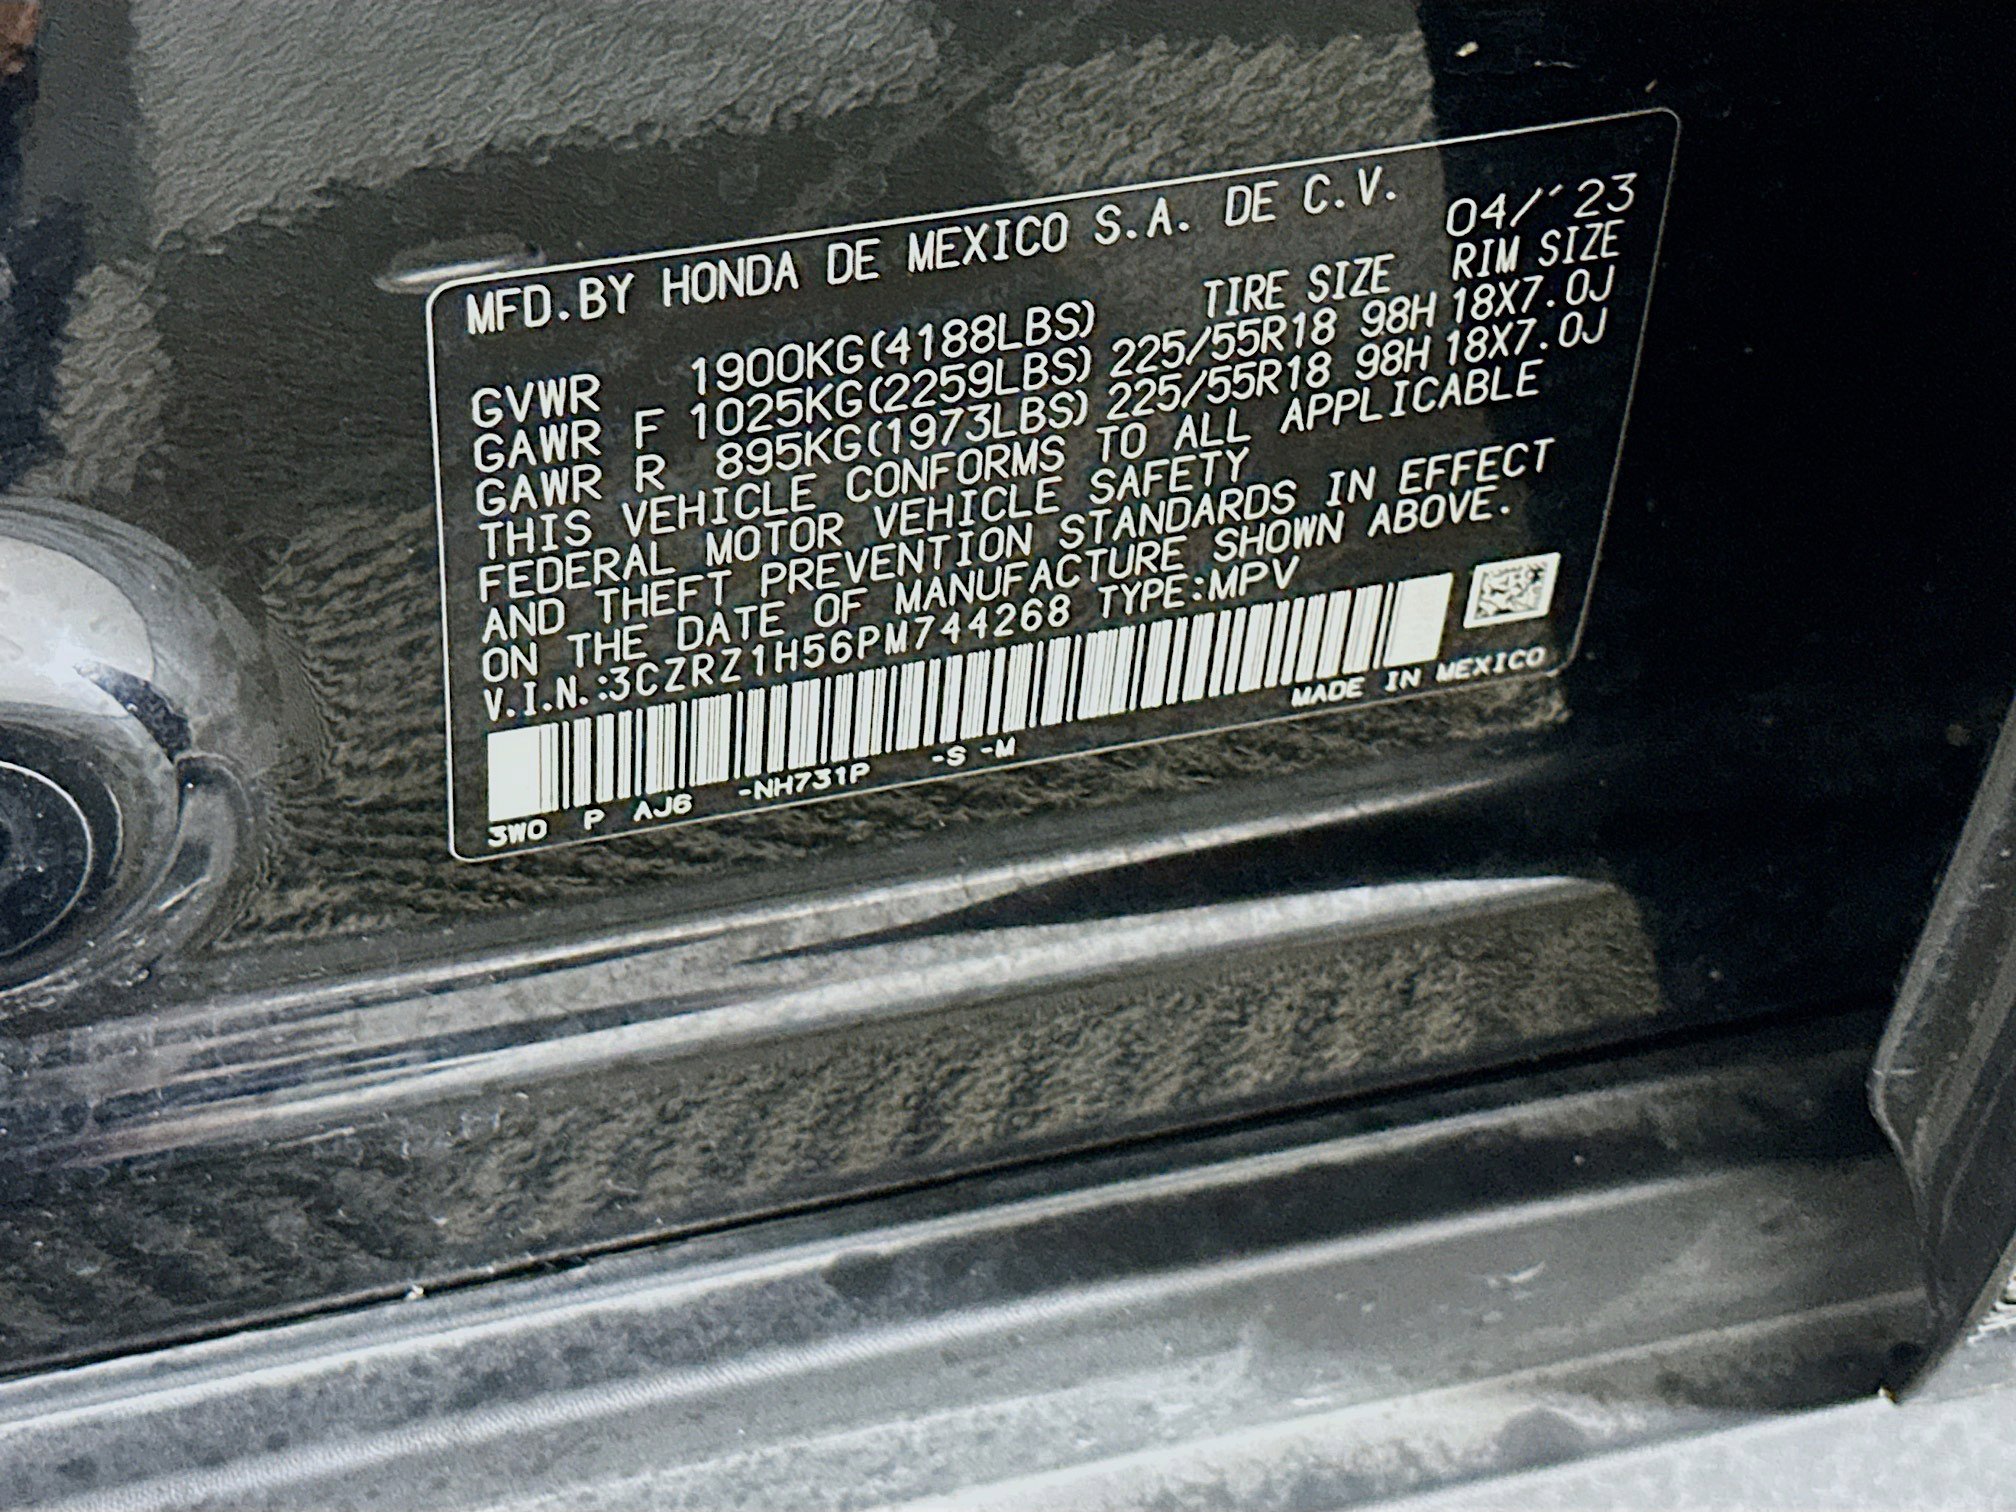 MFD.BY HONDA DE MEXICO S.A. DE C.V. 04/'23
TIRE SIZE RIM SIZE
GVWR 1900KG(4188LBS)
GAWR F 1025KG(2259LBS) 225/55R18 98H 18X7.0J
GAWR R 895KG(1973LBS) 225/55R18 98H 18X7.0J
THIS VEHICLE CONFORMS TO ALL APPLICABLE
FEDERAL MOTOR VEHICLE SAFETY
AND THEFT PREVENTION STANDARDS IN EFFECT
ON THE DATE OF MANUFACTURE SHOWN ABOVE.
V.I.N.:3CZRZ1H56PM744268 TYPE:MPV
MADE IN MEXICO
3W0 P AJ6 -NH731P -S -M